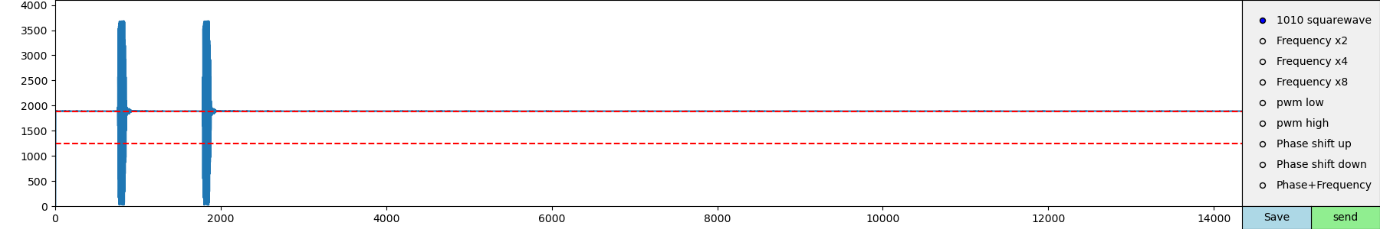 4000
3500
3000
2500
2000
1500
1000
500
0
0 2000 4000 6000 8000 10000 12000 14000
1010 squarewave
Frequency x2
Frequency x4
Frequency x8
pwm low
pwm high
Phase shift up
Phase shift down
Phase+Frequency
Save send